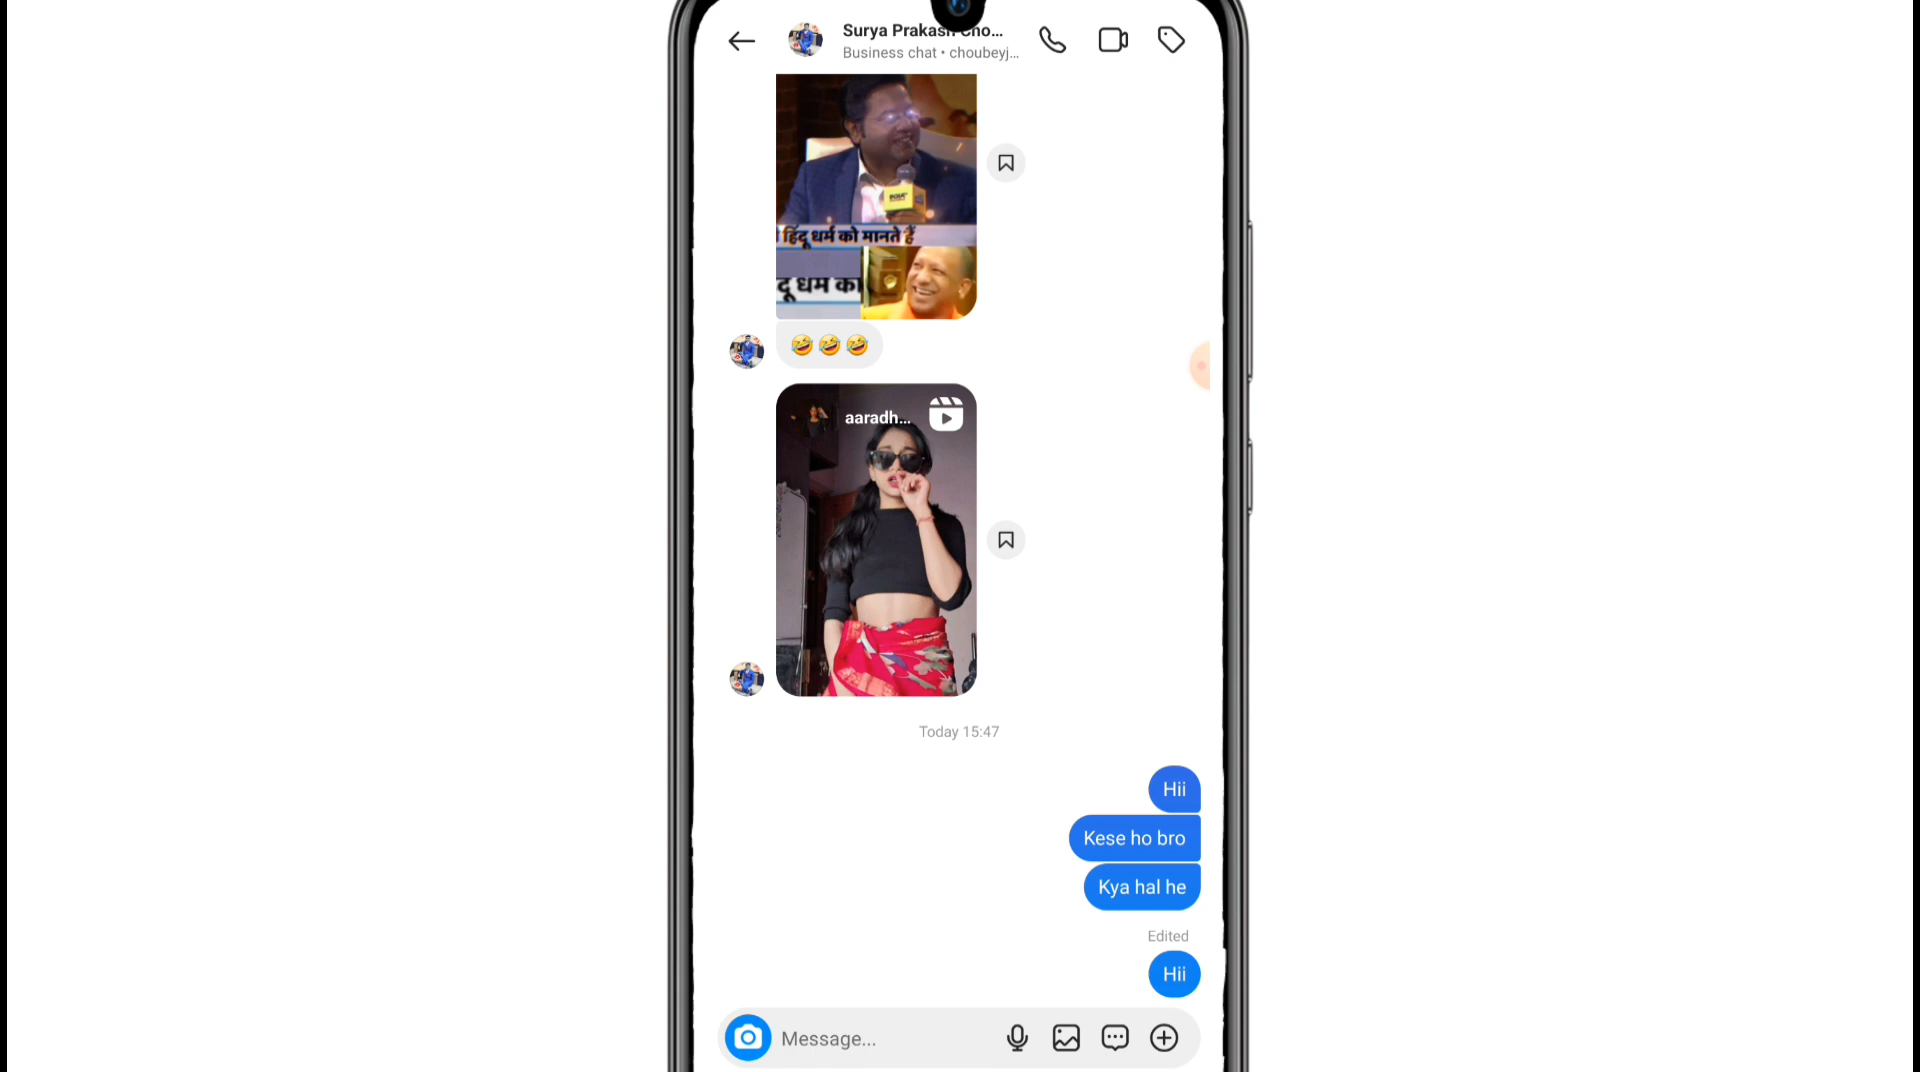 Surya Prakash Cho...
Business chat • choubeyj...
हिंदू धर्म को मानते हैं
दू धर्म का
🤣🤣🤣
aaradh...
Today 15:47
Hii
Kese ho bro
Kya hal he
Edited
Hii
Message...